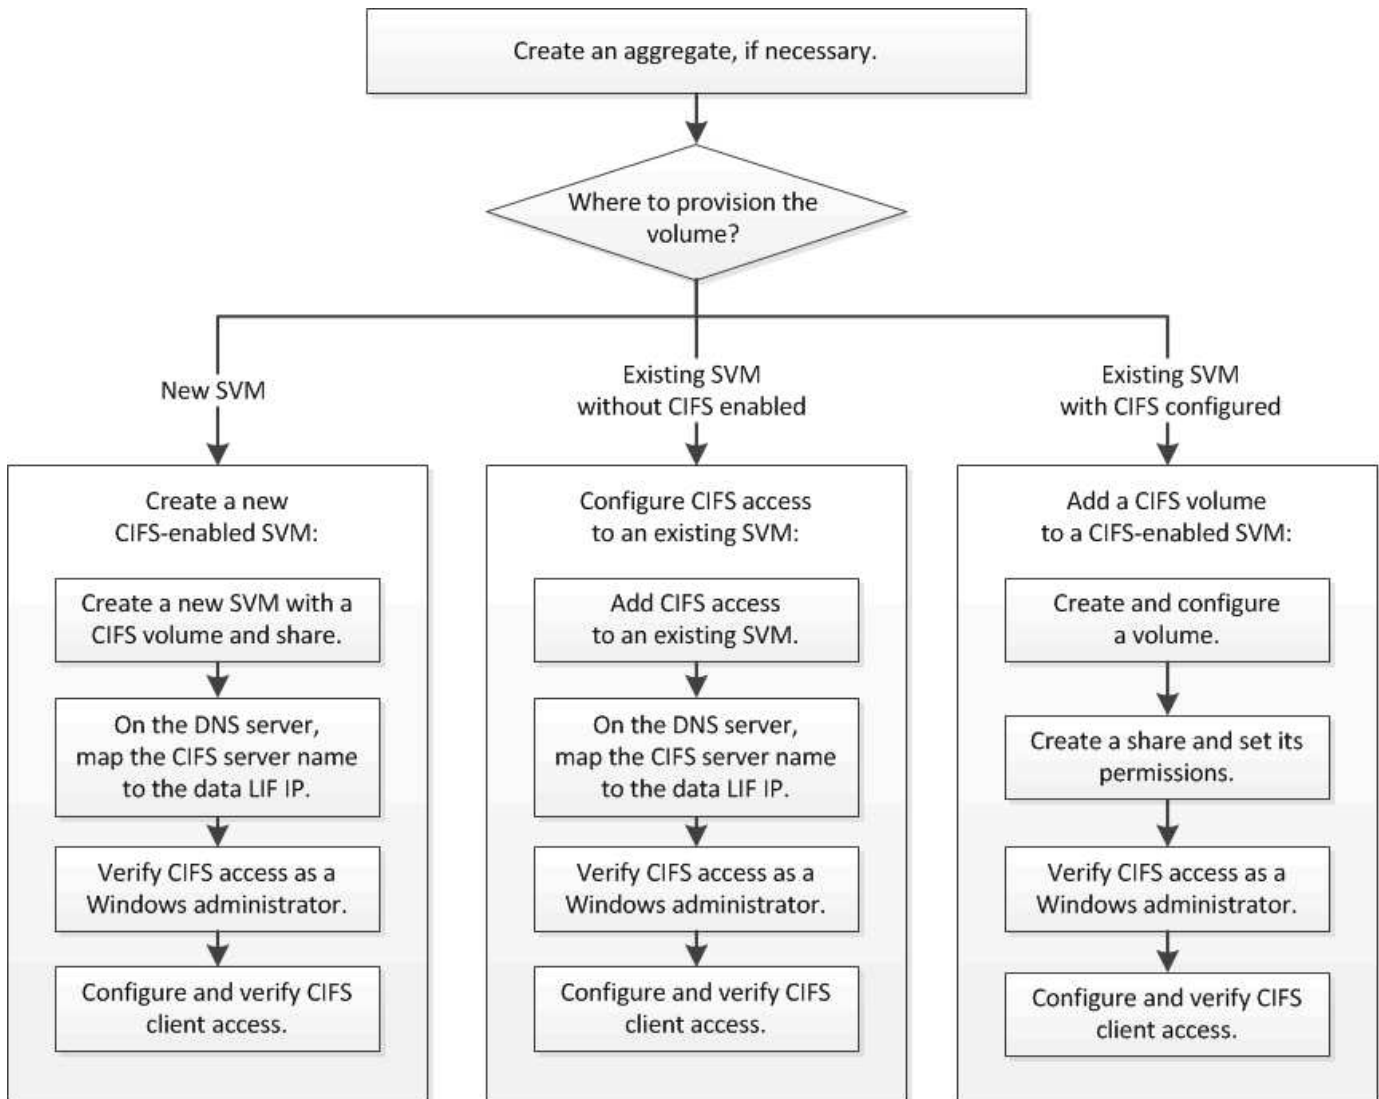 Create an aggregate, if necessary.
Where to provision the
volume?
New SVM
Existing SVM
without CIFS enabled
Existing SVM
with CIFS configured
Create a new
CIFS-enabled SVM:
Create a new SVM with a
CIFS volume and share.
On the DNS server,
map the CIFS server name
to the data LIF IP.
Verify CIFS access as a
Windows administrator.
Configure and verify CIFS
client access.
Configure CIFS access
to an existing SVM:
Add CIFS access
to an existing SVM.
On the DNS server,
map the CIFS server name
to the data LIF IP.
Verify CIFS access as a
Windows administrator.
Configure and verify CIFS
client access.
Add a CIFS volume
to a CIFS-enabled SVM:
Create and configure
a volume.
Create a share and set its
permissions.
Verify CIFS access as a
Windows administrator.
Configure and verify CIFS
client access.